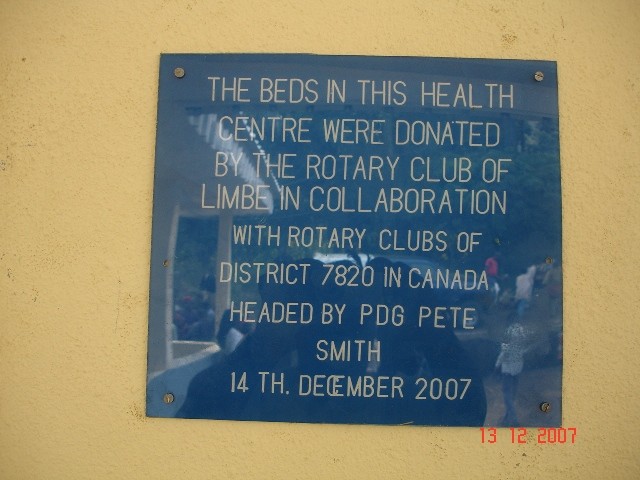 THE BEDS IN THIS HEALTH
CENTRE WERE DONATED
BY THE ROTARY CLUB OF
LIMBE IN COLLABORATION
WITH ROTARY CLUBS OF
DISTRICT 7820 IN CANADA
HEADED BY PDG PETE
SMITH
14 TH. DECEMBER 2007
13 12 2007